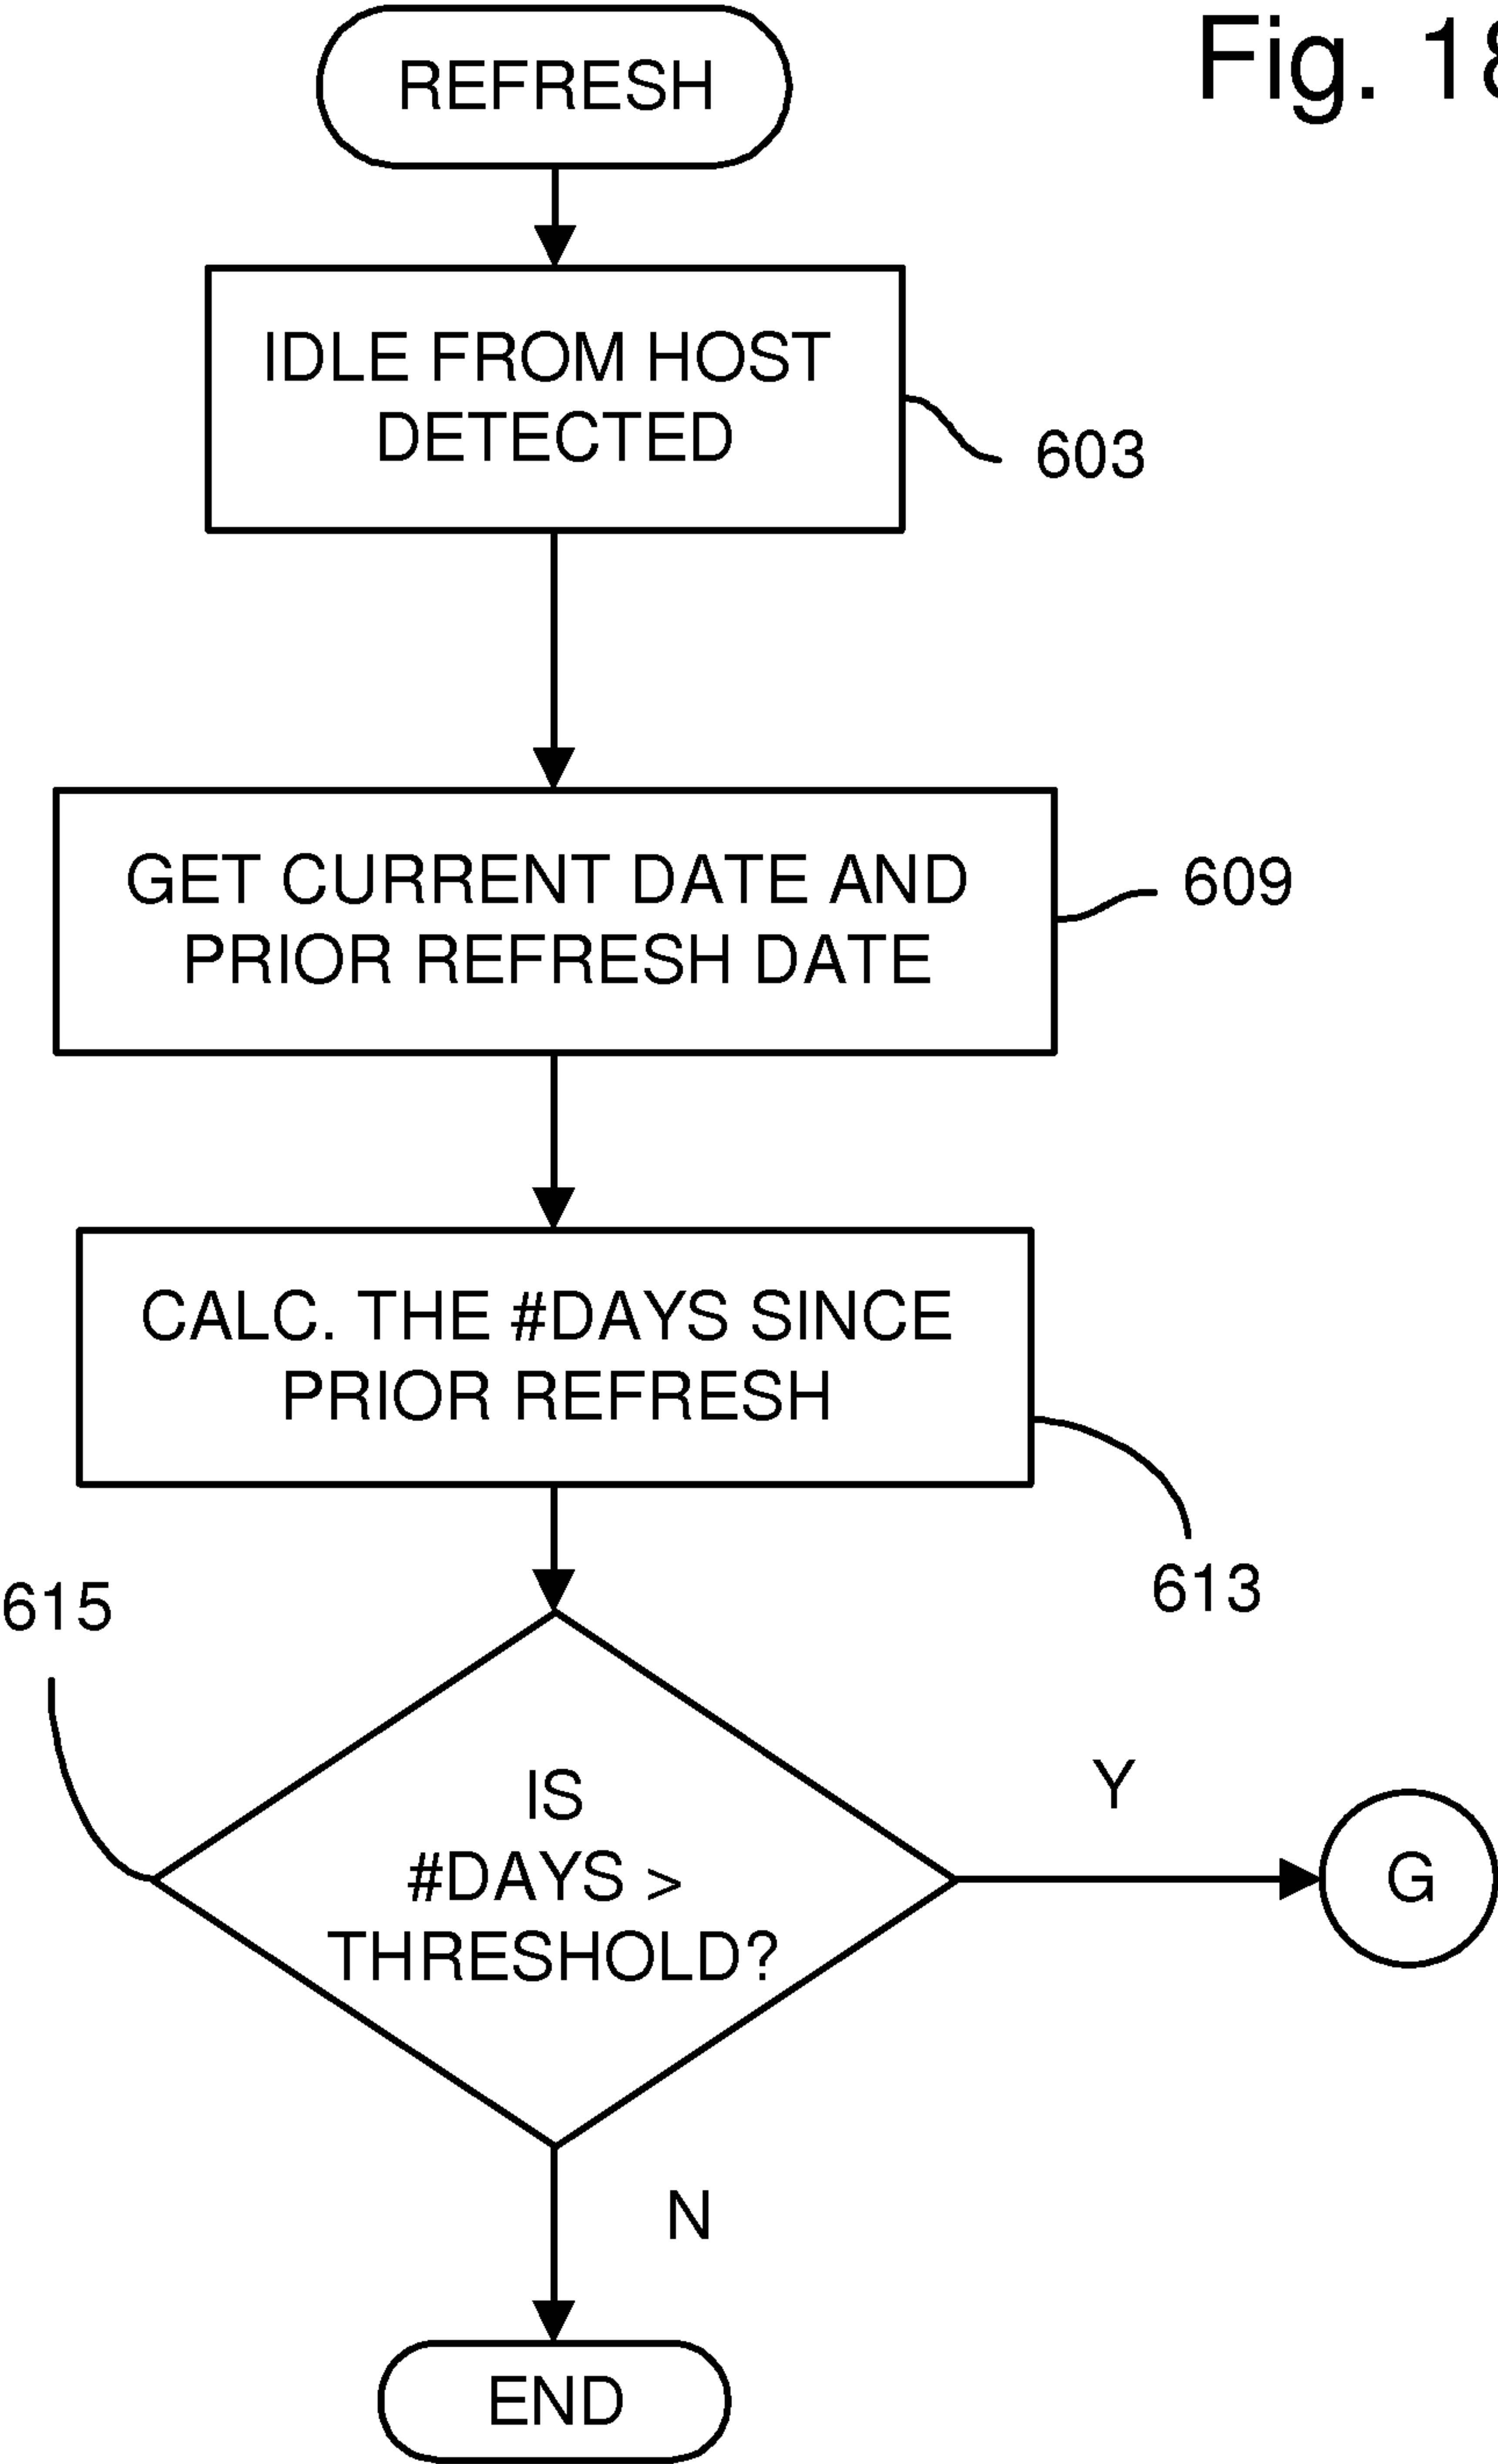 Fig. 18
REFRESH
IDLE FROM HOST
DETECTED
603
GET CURRENT DATE AND
PRIOR REFRESH DATE
609
CALC. THE #DAYS SINCE
PRIOR REFRESH
613
615
IS
#DAYS >
THRESHOLD?
Y
G
N
END